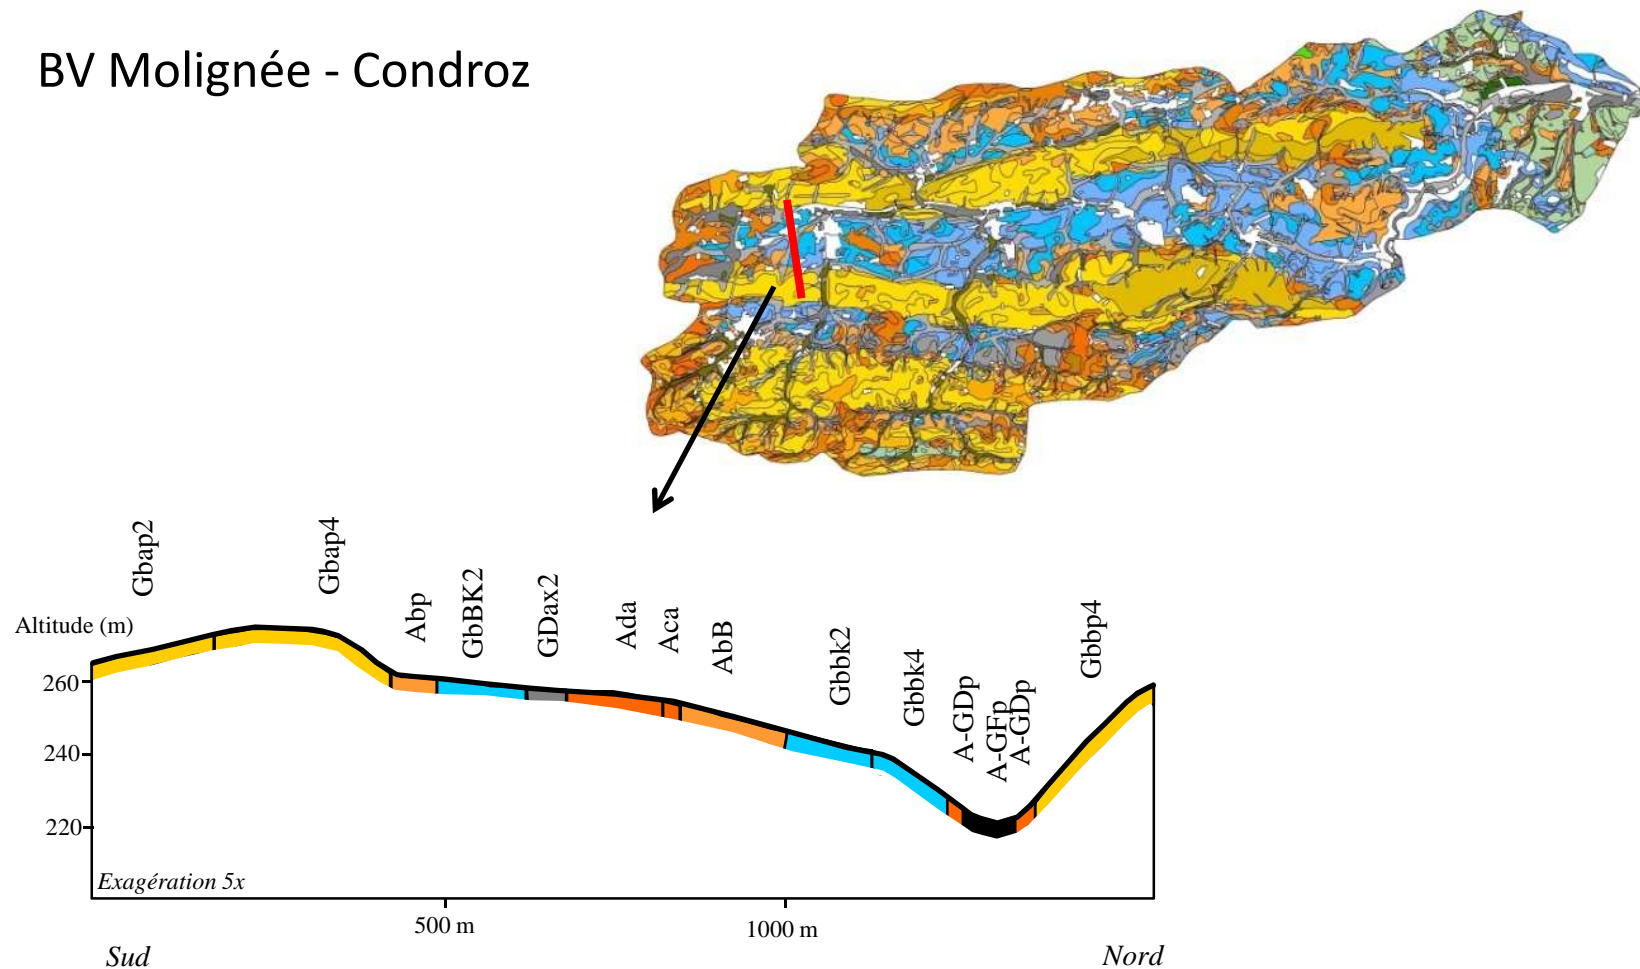 BV Molignée - Condroz
Gbap2
Gbap4
Abp
GbBK2
GDax2
Ada
Aca
AbB
Gbbk2
Gbbk4
A-GDp
A-GFp
A-GDp
Gbbp4
Altitude (m)
260
240
220
Exagération 5x
500 m
1000 m
Sud
Nord